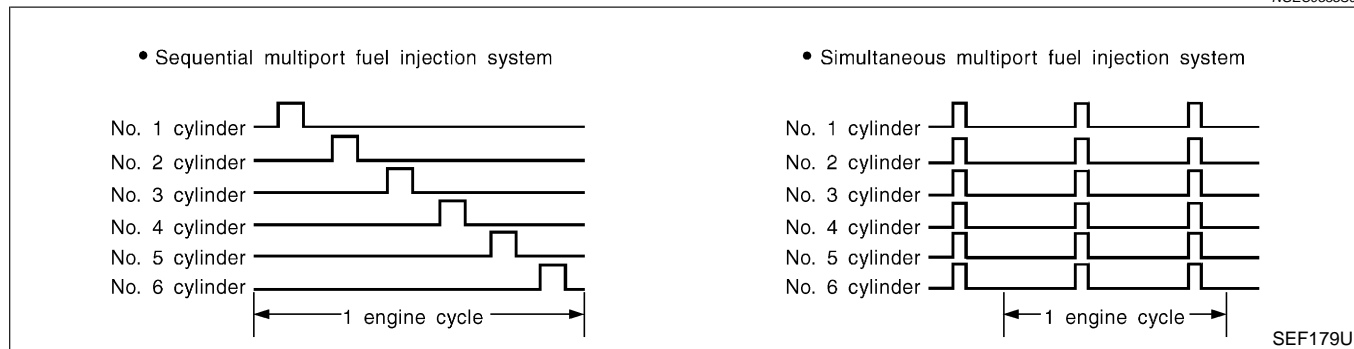 • Sequential multiport fuel injection system
No. 1 cylinder
No. 2 cylinder
No. 3 cylinder
No. 4 cylinder
No. 5 cylinder
No. 6 cylinder
1 engine cycle
• Simultaneous multiport fuel injection system
No. 1 cylinder
No. 2 cylinder
No. 3 cylinder
No. 4 cylinder
No. 5 cylinder
No. 6 cylinder
1 engine cycle
SEF179U